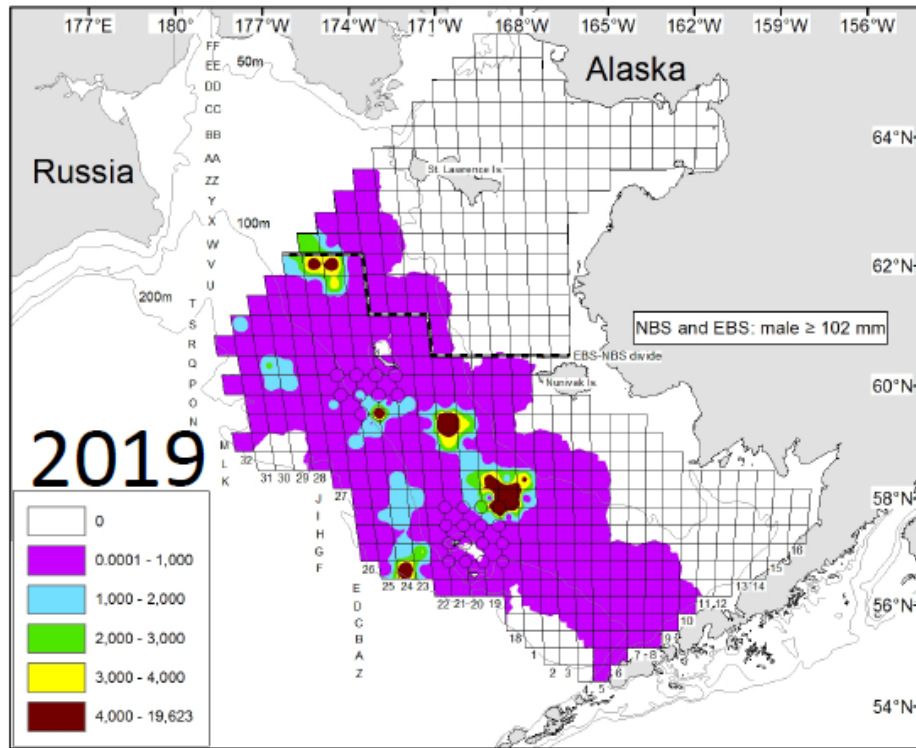 177°E 180° 177°W 174°W 171°W 168°W 165°W 162°W 159°W 156°W
FF
EE
DD
CC
BB
AA
ZZ
Y
X
W
V
U
T
S
R
Q
P
O
N
M
L
K
50m
100m
200m
Alaska
Russia
St. Lawrence Is.
64°N
62°N
60°N
58°N
56°N
54°N
NBS and EBS: male ≥ 102 mm
EBS-NBS divide
Nunivak Is.
2019
32
31 30 29 28
27
J
I
H
G
F
26
25 24 23
22 21 20 19
E
D
C
B
A
Z
18
1
2 3
4 5
6
7 8
9
10
11 12
13 14
15
16
0
0.0001 - 1,000
1,000 - 2,000
2,000 - 3,000
3,000 - 4,000
4,000 - 19,623